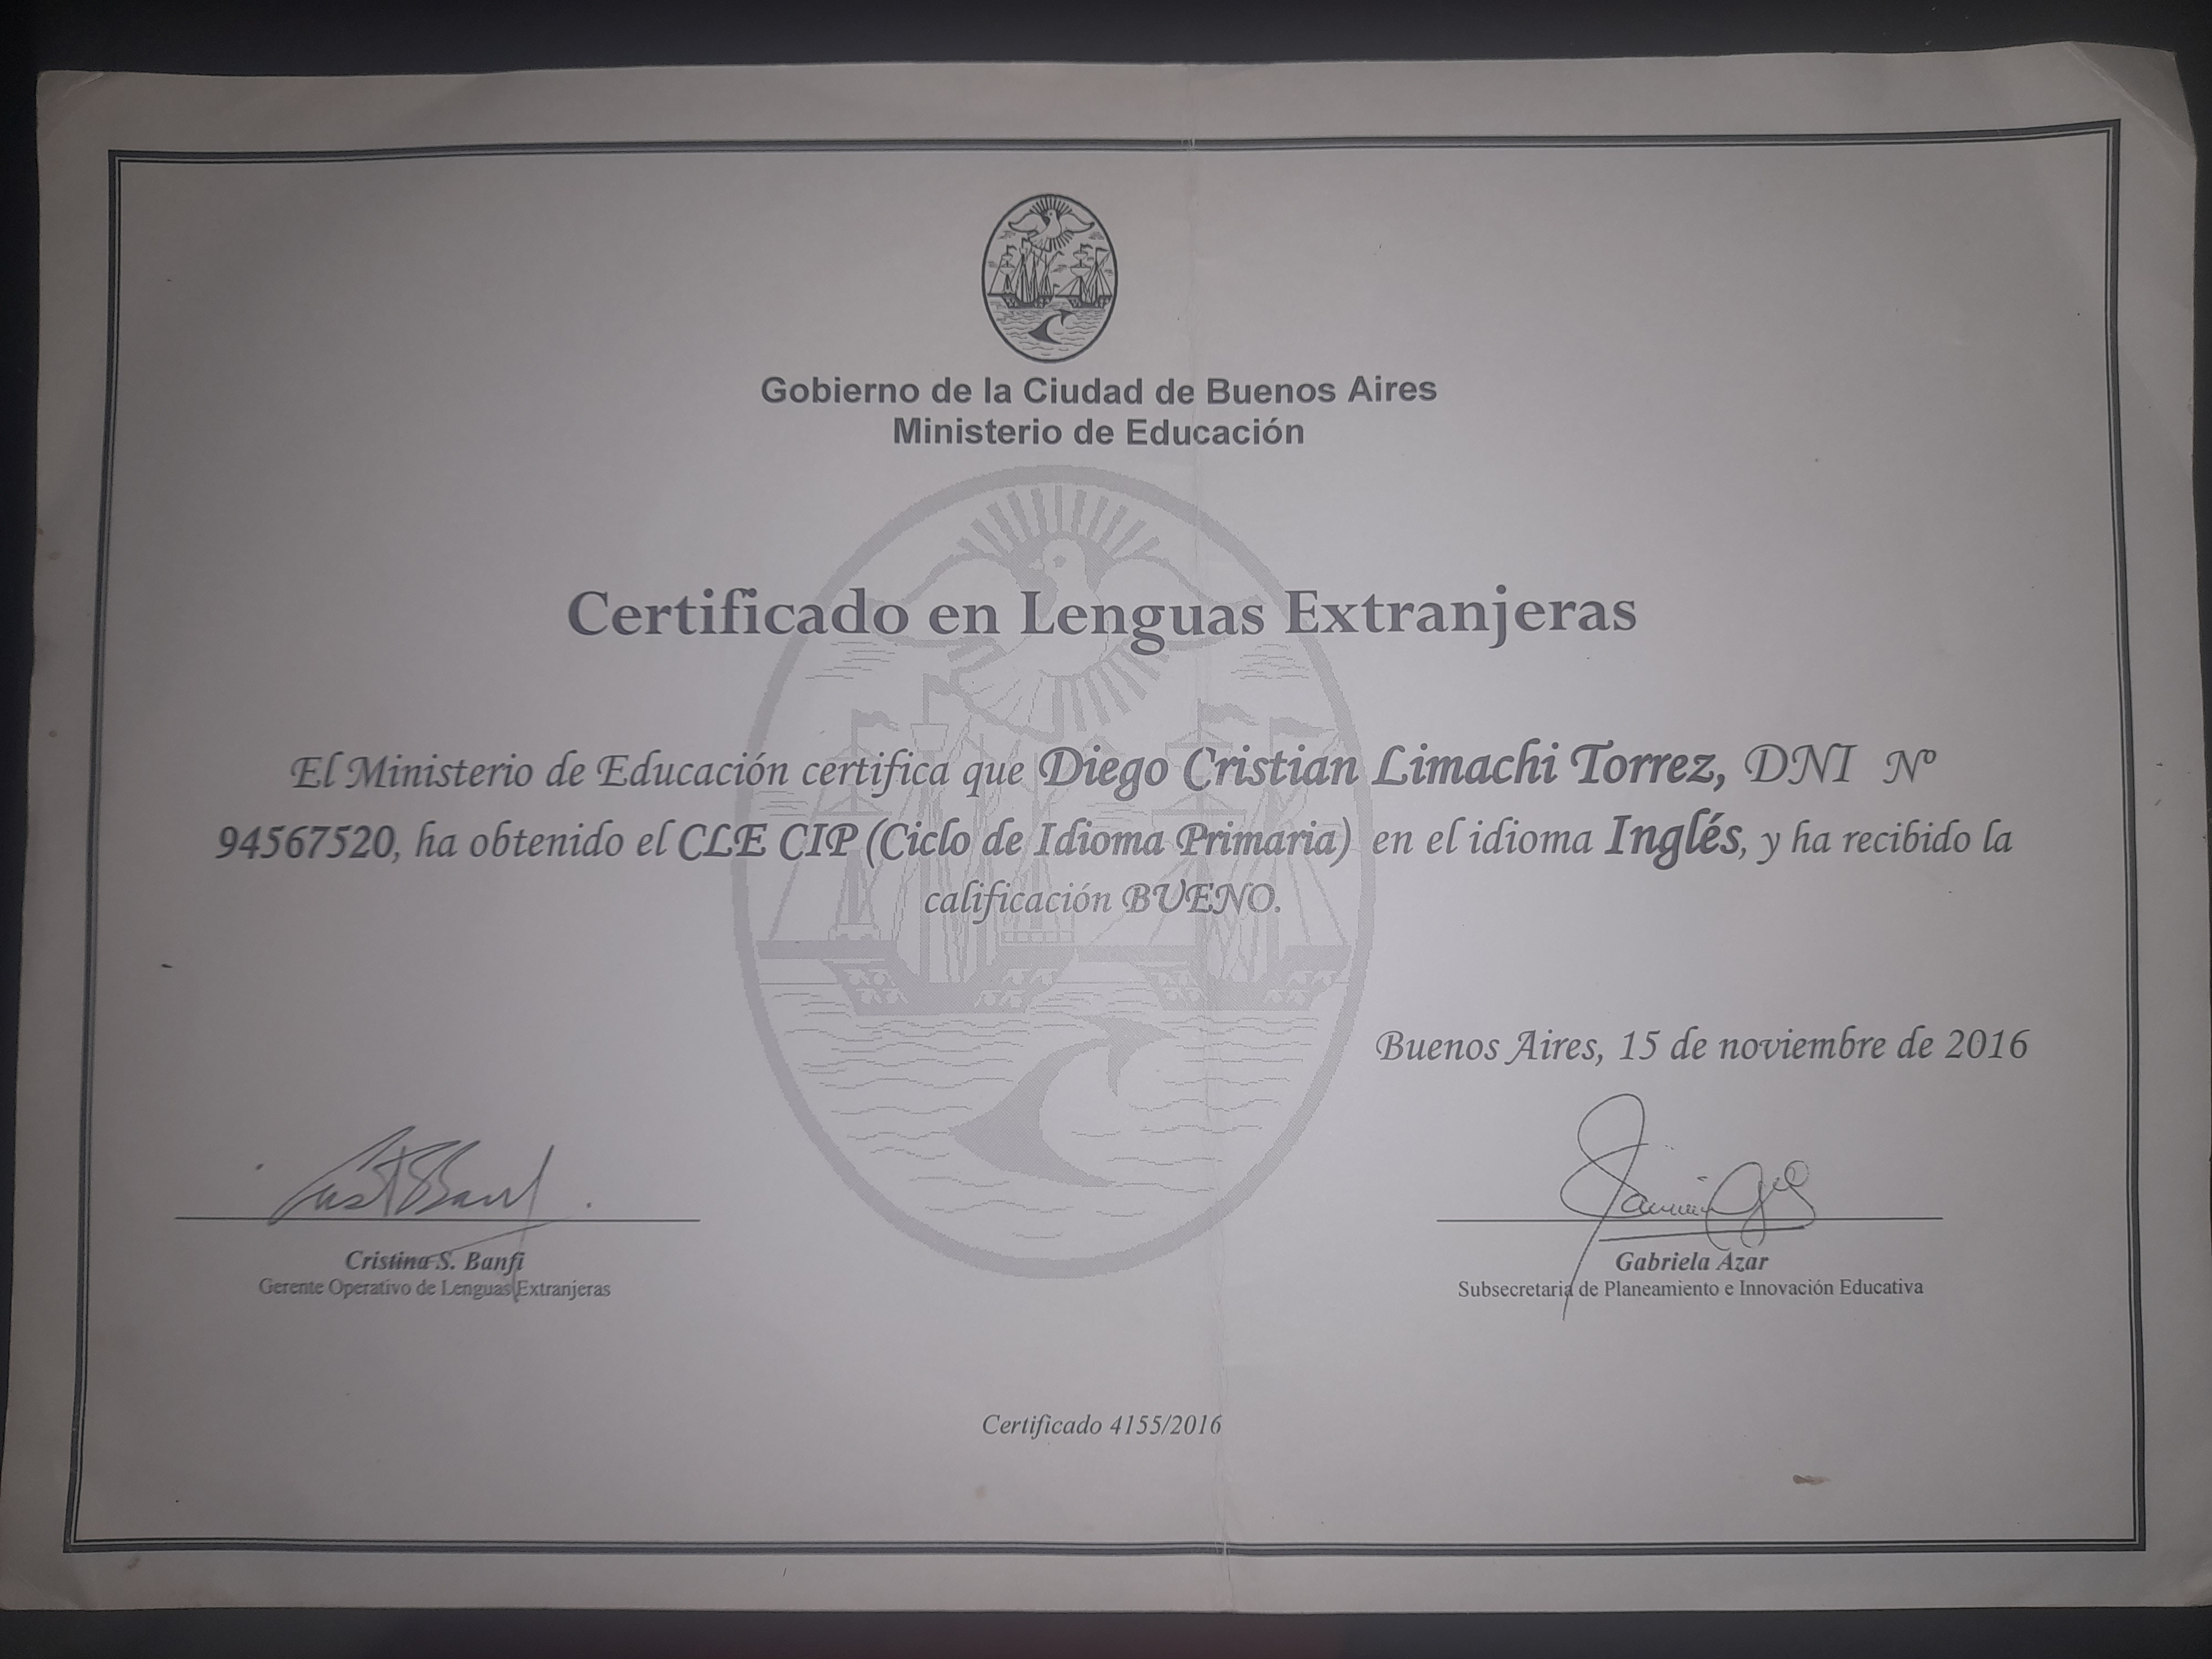 Gobierno de la Ciudad de Buenos Aires
Ministerio de Educación
Certificado en Lenguas Extranjeras
El Ministerio de Educación certifica que Diego Cristian Limachi Torrez, DNI Nº
94567520, ha obtenido el CLE CIP (Ciclo de Idioma Primaria) en el idioma Inglés, y ha recibido la
calificación BUENO.
Buenos Aires, 15 de noviembre de 2016
Cristina S. Banfi
Gerente Operativo de Lenguas Extranjeras
Gabriela Azar
Subsecretaria de Planeamiento e Innovación Educativa
Certificado 4155/2016